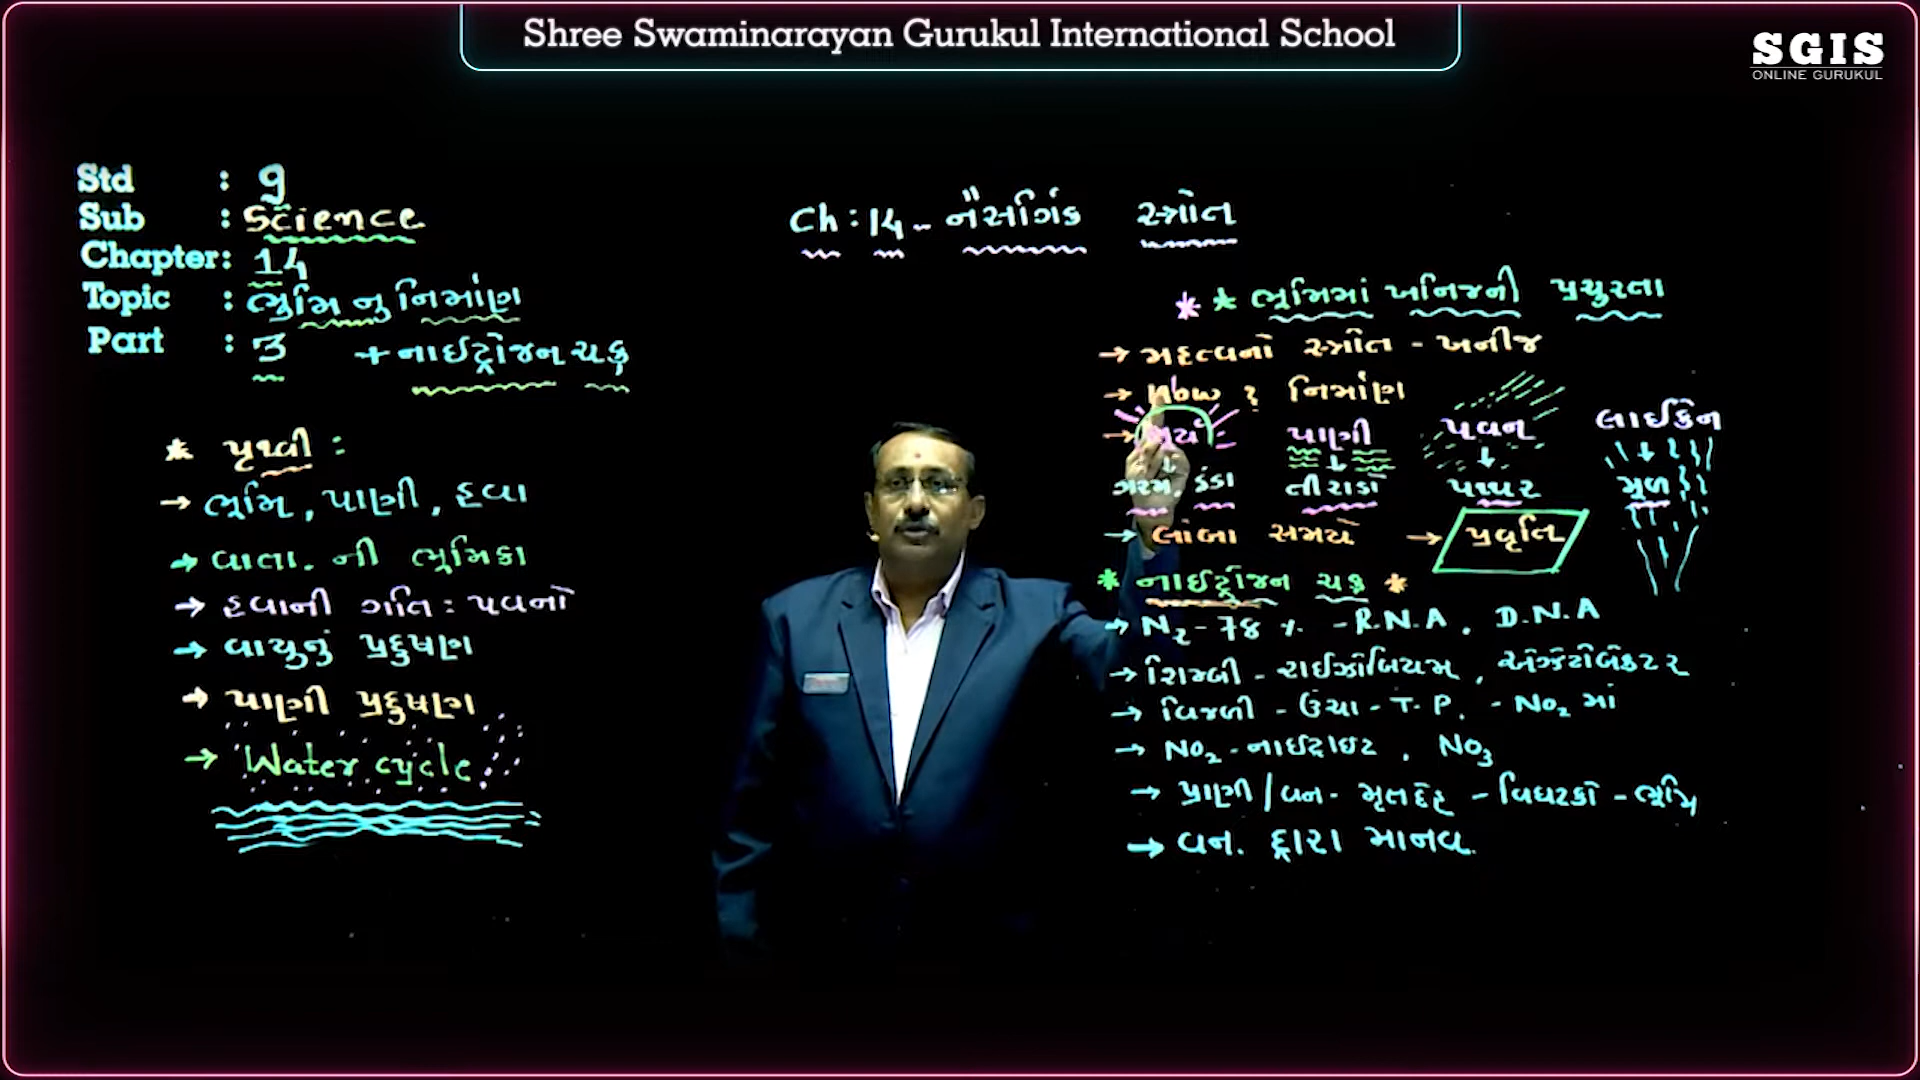 Shree Swaminarayan Gurukul International School
SGIS
ONLINE GURUKUL
Std : 9
Sub : Science
Chapter: 14
Topic : ભુમિ નુ નિર્માણ
Part : 3 + નાઈટ્રોજન ચક્ર
Ch : 14 - નૈસર્ગિક સ્ત્રોત
* પૃથ્વી :
→ ભૂમિ, પાણી, હવા
→ વાતા. ની ભૂમિકા
→ હવાની ગતિ : પવનો
→ વાયુનું પ્રદુષણ
→ પાણી પ્રદુષણ
→ Water cycle
* * ભૂમિમાં ખનિજની પ્રચુરતા
→ મહત્વનો સ્ત્રોત - ખનીજ
→ How ? નિર્માણ
→ સૂર્ય પાણી પવન લાઈકેન
ગરમ, ઠંડા તીરાડો પથ્થર મૂળ
→ લાંબા સમયે → પ્રવૃતિ
* નાઈટ્રોજન ચક્ર *
→ N₂ - 78 % - R.N.A, D.N.A
→ શિમ્બી - રાઈઝોબિયમ, એઝેટોબેક્ટર
→ વિજળી - ઉંચા - T. P. - NO₂ માં
→ NO₂ - નાઈટ્રાઇટ, NO₃
→ પ્રાણી / વન - મૃતદેહ - વિઘટકો - ભૂમિ
→ વન. દ્વારા માનવ.